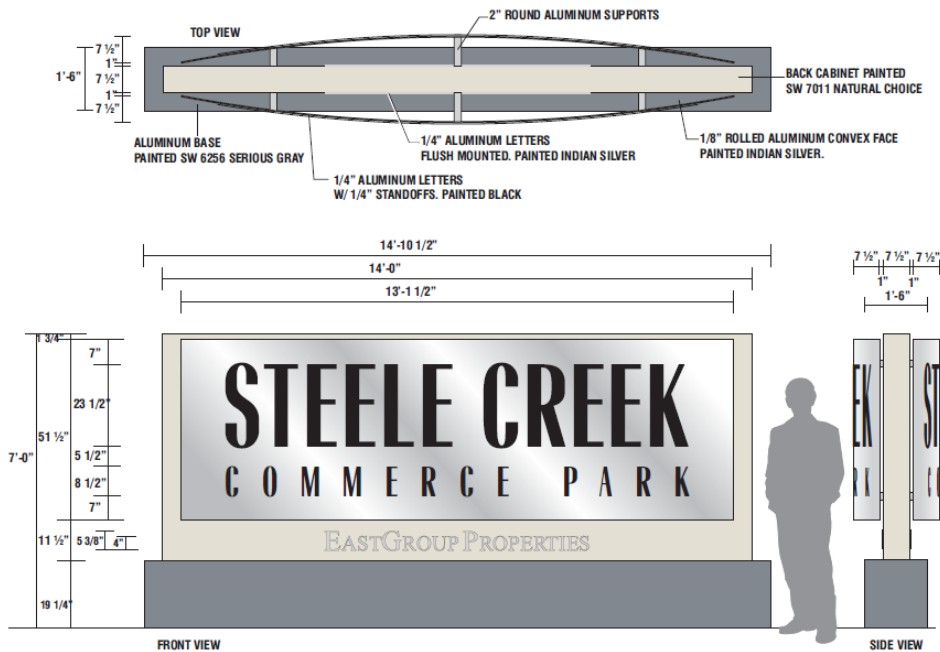 2” ROUND ALUMINUM SUPPORTS
TOP VIEW
7 ½”
1”
1’-6”
7 ½”
1”
7 ½”
BACK CABINET PAINTED
SW 7011 NATURAL CHOICE
ALUMINUM BASE
PAINTED SW 6256 SERIOUS GRAY
1/4” ALUMINUM LETTERS
FLUSH MOUNTED. PAINTED INDIAN SILVER
1/8” ROLLED ALUMINUM CONVEX FACE
PAINTED INDIAN SILVER.
1/4” ALUMINUM LETTERS
W/ 1/4” STANDOFFS. PAINTED BLACK
14’-10 1/2”
14’-0”
13’-1 1/2”
7 ½” 7 ½” 7 ½”
1” 1”
1’-6”
1 3/4”
7”
23 1/2”
51 ½”
7’-0”
5 1/2”
8 1/2”
7”
11 ½” 5 3/8” 4”
19 1/4”
STEELE CREEK
COMMERCE PARK
EASTGROUP PROPERTIES
EK ST
RK CO
FRONT VIEW
SIDE VIEW